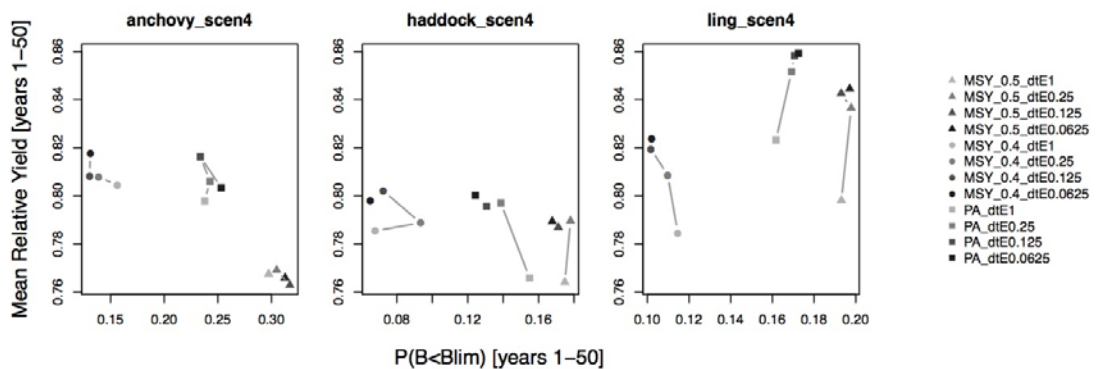 anchovy_scen4
haddock_scen4
ling_scen4
Mean Relative Yield [years 1−50]
0.86
0.84
0.82
0.80
0.78
0.76
0.86
0.84
0.82
0.80
0.78
0.76
0.86
0.84
0.82
0.80
0.78
0.76
0.15 0.20 0.25 0.30
0.08 0.12 0.16
0.10 0.12 0.14 0.16 0.18 0.20
P(B<Blim) [years 1−50]
MSY_0.5_dtE1
MSY_0.5_dtE0.25
MSY_0.5_dtE0.125
MSY_0.5_dtE0.0625
MSY_0.4_dtE1
MSY_0.4_dtE0.25
MSY_0.4_dtE0.125
MSY_0.4_dtE0.0625
PA_dtE1
PA_dtE0.25
PA_dtE0.125
PA_dtE0.0625